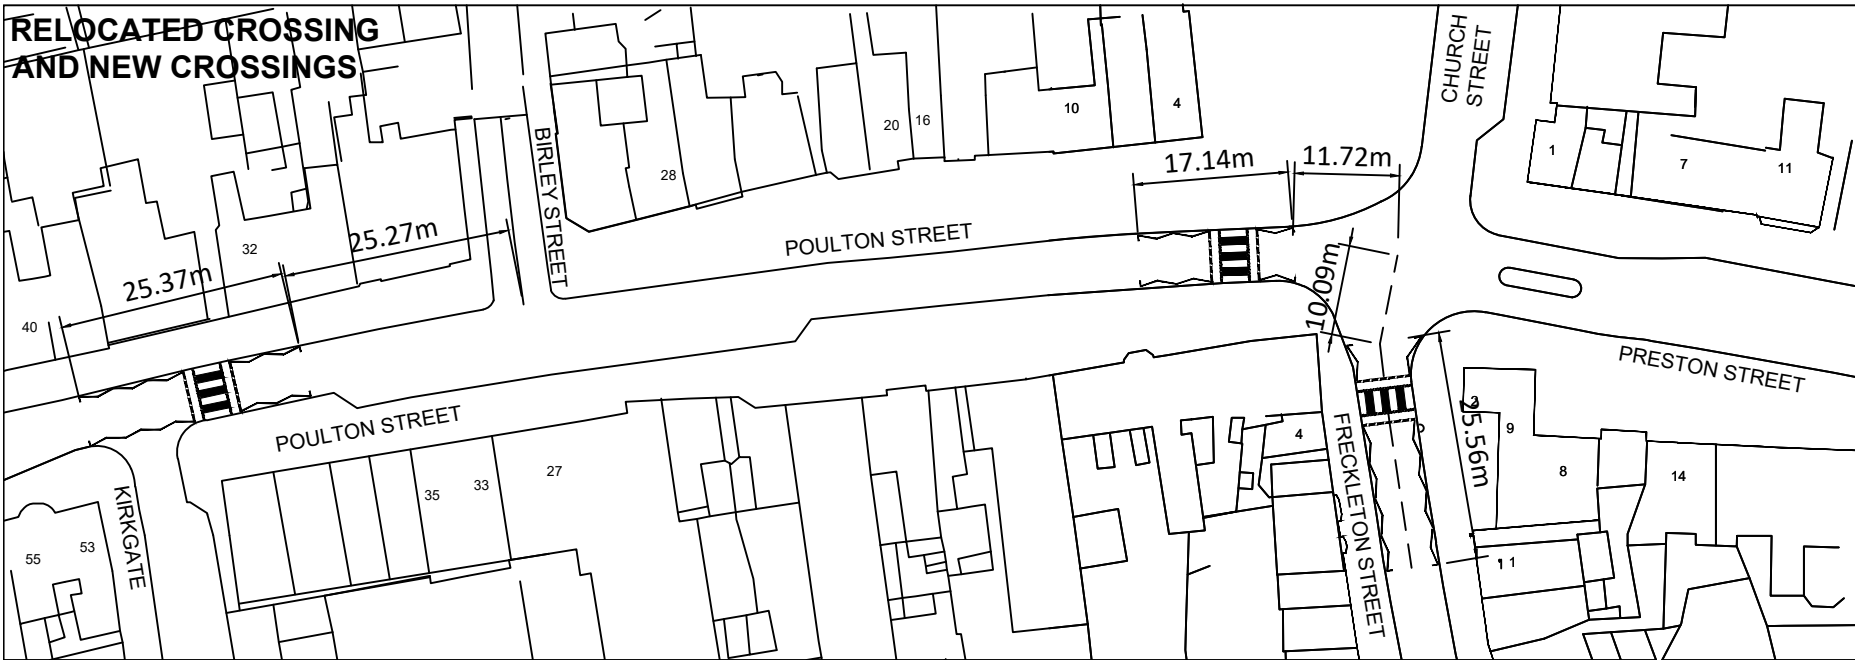 RELOCATED CROSSING
AND NEW CROSSINGS
CHURCH
STREET
BIRLEY STREET
28
20
16
10
4
17.14m
11.72m
1
7
11
32
25.37m
25.27m
POULTON STREET
40
10.09m
PRESTON STREET
POULTON STREET
35
33
27
4
FRECKLETON STREET
25.56m
9
8
14
11
KIRKGATE
55
53